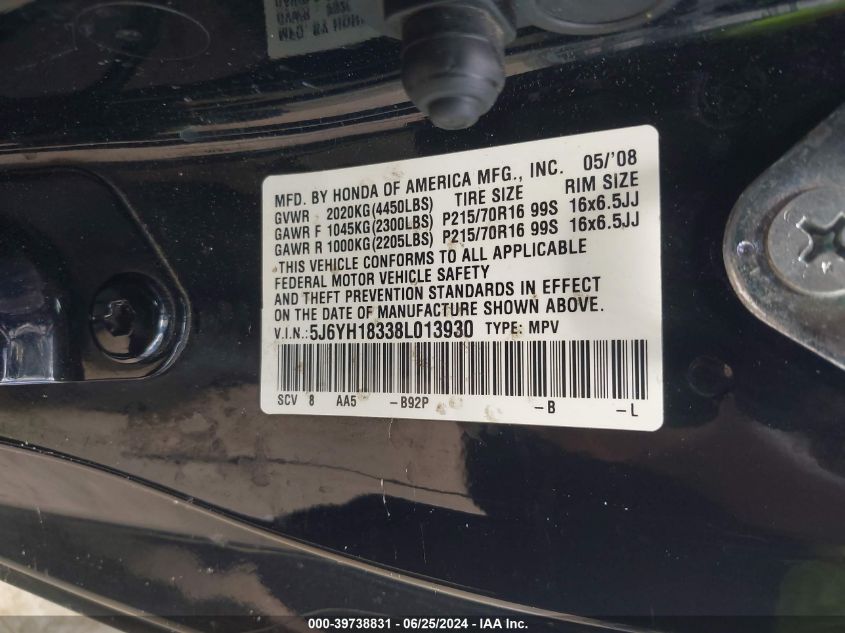 MFD. BY HONDA OF AMERICA MFG., INC. 05/'08
GVWR 2020KG(4450LBS) TIRE SIZE RIM SIZE
GAWR F 1045KG(2300LBS) P215/70R16 99S 16x6.5JJ
GAWR R 1000KG(2205LBS) P215/70R16 99S 16x6.5JJ
THIS VEHICLE CONFORMS TO ALL APPLICABLE
FEDERAL MOTOR VEHICLE SAFETY
AND THEFT PREVENTION STANDARDS IN EFFECT
ON THE DATE OF MANUFACTURE SHOWN ABOVE.
V.I.N.: 5J6YH18338L013930 TYPE: MPV
SCV 8 AA5 -B92P -B -L
000-39738831 - 06/25/2024 - IAA Inc.